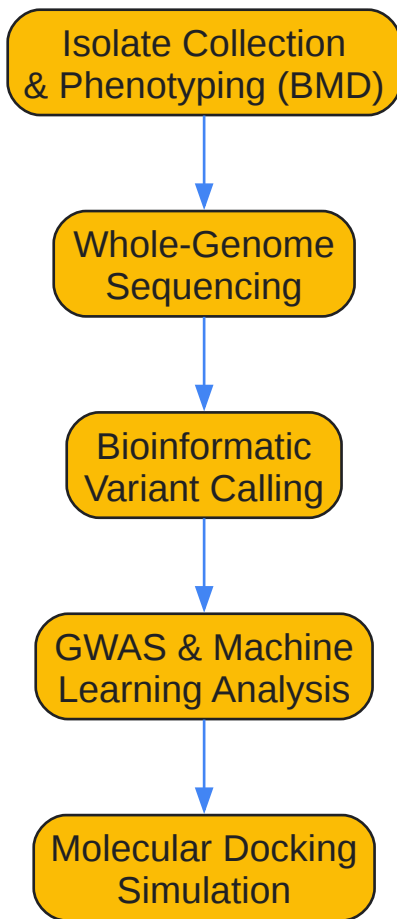 Isolate Collection
& Phenotyping (BMD)
Whole-Genome
Sequencing
Bioinformatic
Variant Calling
GWAS & Machine
Learning Analysis
Molecular Docking
Simulation